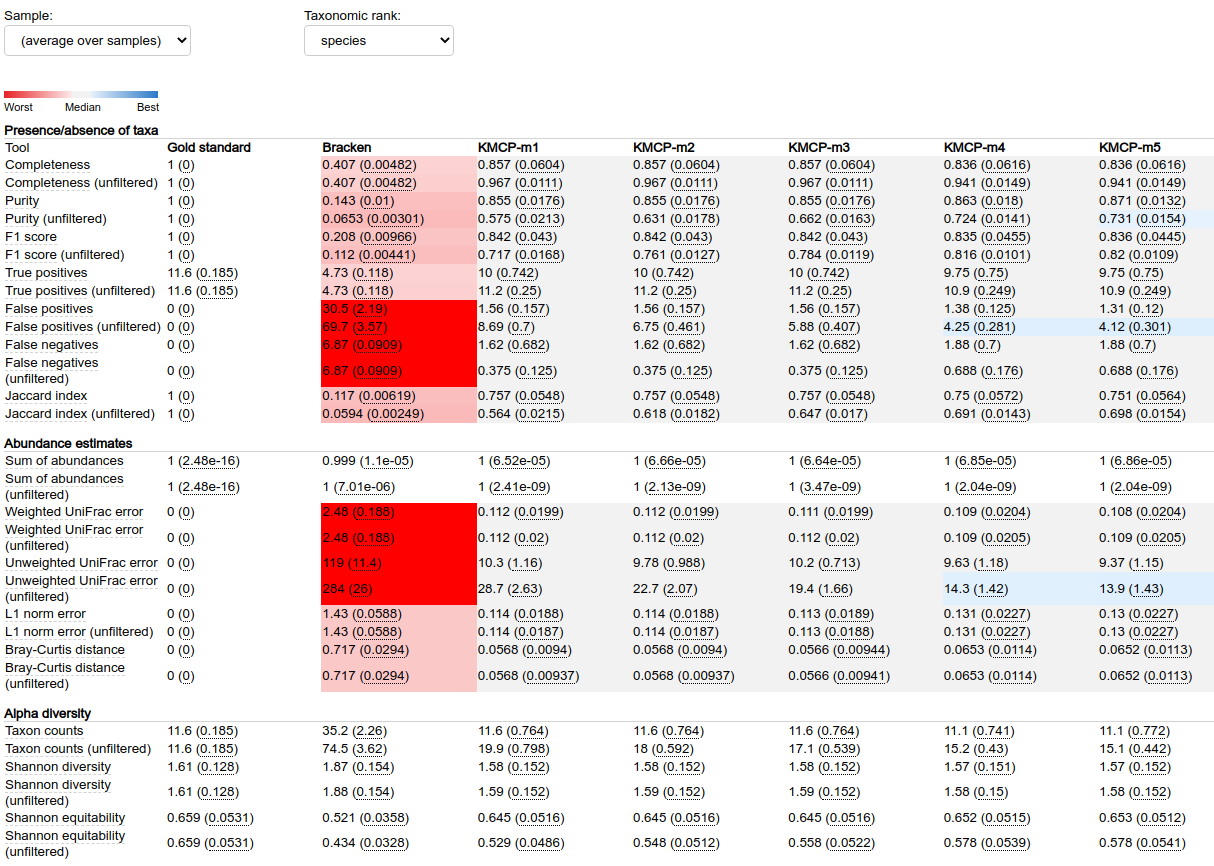 Sample: Taxonomic rank:
(average over samples) species
Worst Median Best
Presence/absence of taxa
Tool Gold standard Bracken KMCP-m1 KMCP-m2 KMCP-m3 KMCP-m4 KMCP-m5
Completeness 1 (0) 0.407 (0.00482) 0.857 (0.0604) 0.857 (0.0604) 0.857 (0.0604) 0.836 (0.0616) 0.836 (0.0616)
Completeness (unfiltered) 1 (0) 0.407 (0.00482) 0.967 (0.0111) 0.967 (0.0111) 0.967 (0.0111) 0.941 (0.0149) 0.941 (0.0149)
Purity 1 (0) 0.143 (0.01) 0.855 (0.0176) 0.855 (0.0176) 0.855 (0.0176) 0.863 (0.018) 0.871 (0.0132)
Purity (unfiltered) 1 (0) 0.0653 (0.00301) 0.575 (0.0213) 0.631 (0.0178) 0.662 (0.0163) 0.724 (0.0141) 0.731 (0.0154)
F1 score 1 (0) 0.208 (0.00966) 0.842 (0.043) 0.842 (0.043) 0.842 (0.043) 0.835 (0.0455) 0.836 (0.0445)
F1 score (unfiltered) 1 (0) 0.112 (0.00441) 0.717 (0.0168) 0.761 (0.0127) 0.784 (0.0119) 0.816 (0.0101) 0.82 (0.0109)
True positives 11.6 (0.185) 4.73 (0.118) 10 (0.742) 10 (0.742) 10 (0.742) 9.75 (0.75) 9.75 (0.75)
True positives (unfiltered) 11.6 (0.185) 4.73 (0.118) 11.2 (0.25) 11.2 (0.25) 11.2 (0.25) 10.9 (0.249) 10.9 (0.249)
False positives 0 (0) 30.5 (2.19) 1.56 (0.157) 1.56 (0.157) 1.56 (0.157) 1.38 (0.125) 1.31 (0.12)
False positives (unfiltered) 0 (0) 69.7 (3.57) 8.69 (0.7) 6.75 (0.461) 5.88 (0.407) 4.25 (0.281) 4.12 (0.301)
False negatives 0 (0) 6.87 (0.0909) 1.62 (0.682) 1.62 (0.682) 1.62 (0.682) 1.88 (0.7) 1.88 (0.7)
False negatives
(unfiltered) 0 (0) 6.87 (0.0909) 0.375 (0.125) 0.375 (0.125) 0.375 (0.125) 0.688 (0.176) 0.688 (0.176)
Jaccard index 1 (0) 0.117 (0.00619) 0.757 (0.0548) 0.757 (0.0548) 0.757 (0.0548) 0.75 (0.0572) 0.751 (0.0564)
Jaccard index (unfiltered) 1 (0) 0.0594 (0.00249) 0.564 (0.0215) 0.618 (0.0182) 0.647 (0.017) 0.691 (0.0143) 0.698 (0.0154)
Abundance estimates
Sum of abundances 1 (2.48e-16) 0.999 (1.1e-05) 1 (6.52e-05) 1 (6.66e-05) 1 (6.64e-05) 1 (6.85e-05) 1 (6.86e-05)
Sum of abundances
(unfiltered) 1 (2.48e-16) 1 (7.01e-06) 1 (2.41e-09) 1 (2.13e-09) 1 (3.47e-09) 1 (2.04e-09) 1 (2.04e-09)
Weighted UniFrac error 0 (0) 2.48 (0.188) 0.112 (0.0199) 0.112 (0.0199) 0.111 (0.0199) 0.109 (0.0204) 0.108 (0.0204)
Weighted UniFrac error
(unfiltered) 0 (0) 2.48 (0.188) 0.112 (0.02) 0.112 (0.02) 0.112 (0.02) 0.109 (0.0205) 0.109 (0.0205)
Unweighted UniFrac error 0 (0) 119 (11.4) 10.3 (1.16) 9.78 (0.988) 10.2 (0.713) 9.63 (1.18) 9.37 (1.15)
Unweighted UniFrac error
(unfiltered) 0 (0) 284 (26) 28.7 (2.63) 22.7 (2.07) 19.4 (1.66) 14.3 (1.42) 13.9 (1.43)
L1 norm error 0 (0) 1.43 (0.0588) 0.114 (0.0188) 0.114 (0.0188) 0.113 (0.0189) 0.131 (0.0227) 0.13 (0.0227)
L1 norm error (unfiltered) 0 (0) 1.43 (0.0588) 0.114 (0.0187) 0.114 (0.0187) 0.113 (0.0188) 0.131 (0.0227) 0.13 (0.0227)
Bray-Curtis distance 0 (0) 0.717 (0.0294) 0.0568 (0.0094) 0.0568 (0.0094) 0.0566 (0.00944) 0.0653 (0.0114) 0.0652 (0.0113)
Bray-Curtis distance
(unfiltered) 0 (0) 0.717 (0.0294) 0.0568 (0.00937) 0.0568 (0.00937) 0.0566 (0.00941) 0.0653 (0.0114) 0.0652 (0.0113)
Alpha diversity
Taxon counts 11.6 (0.185) 35.2 (2.26) 11.6 (0.764) 11.6 (0.764) 11.6 (0.764) 11.1 (0.741) 11.1 (0.772)
Taxon counts (unfiltered) 11.6 (0.185) 74.5 (3.62) 19.9 (0.798) 18 (0.592) 17.1 (0.539) 15.2 (0.43) 15.1 (0.442)
Shannon diversity 1.61 (0.128) 1.87 (0.154) 1.58 (0.152) 1.58 (0.152) 1.58 (0.152) 1.57 (0.151) 1.57 (0.152)
Shannon diversity
(unfiltered) 1.61 (0.128) 1.88 (0.154) 1.59 (0.152) 1.59 (0.152) 1.59 (0.152) 1.58 (0.15) 1.58 (0.152)
Shannon equitability 0.659 (0.0531) 0.521 (0.0358) 0.645 (0.0516) 0.645 (0.0516) 0.645 (0.0516) 0.652 (0.0515) 0.653 (0.0512)
Shannon equitability
(unfiltered) 0.659 (0.0531) 0.434 (0.0328) 0.529 (0.0486) 0.548 (0.0512) 0.558 (0.0522) 0.578 (0.0539) 0.578 (0.0541)